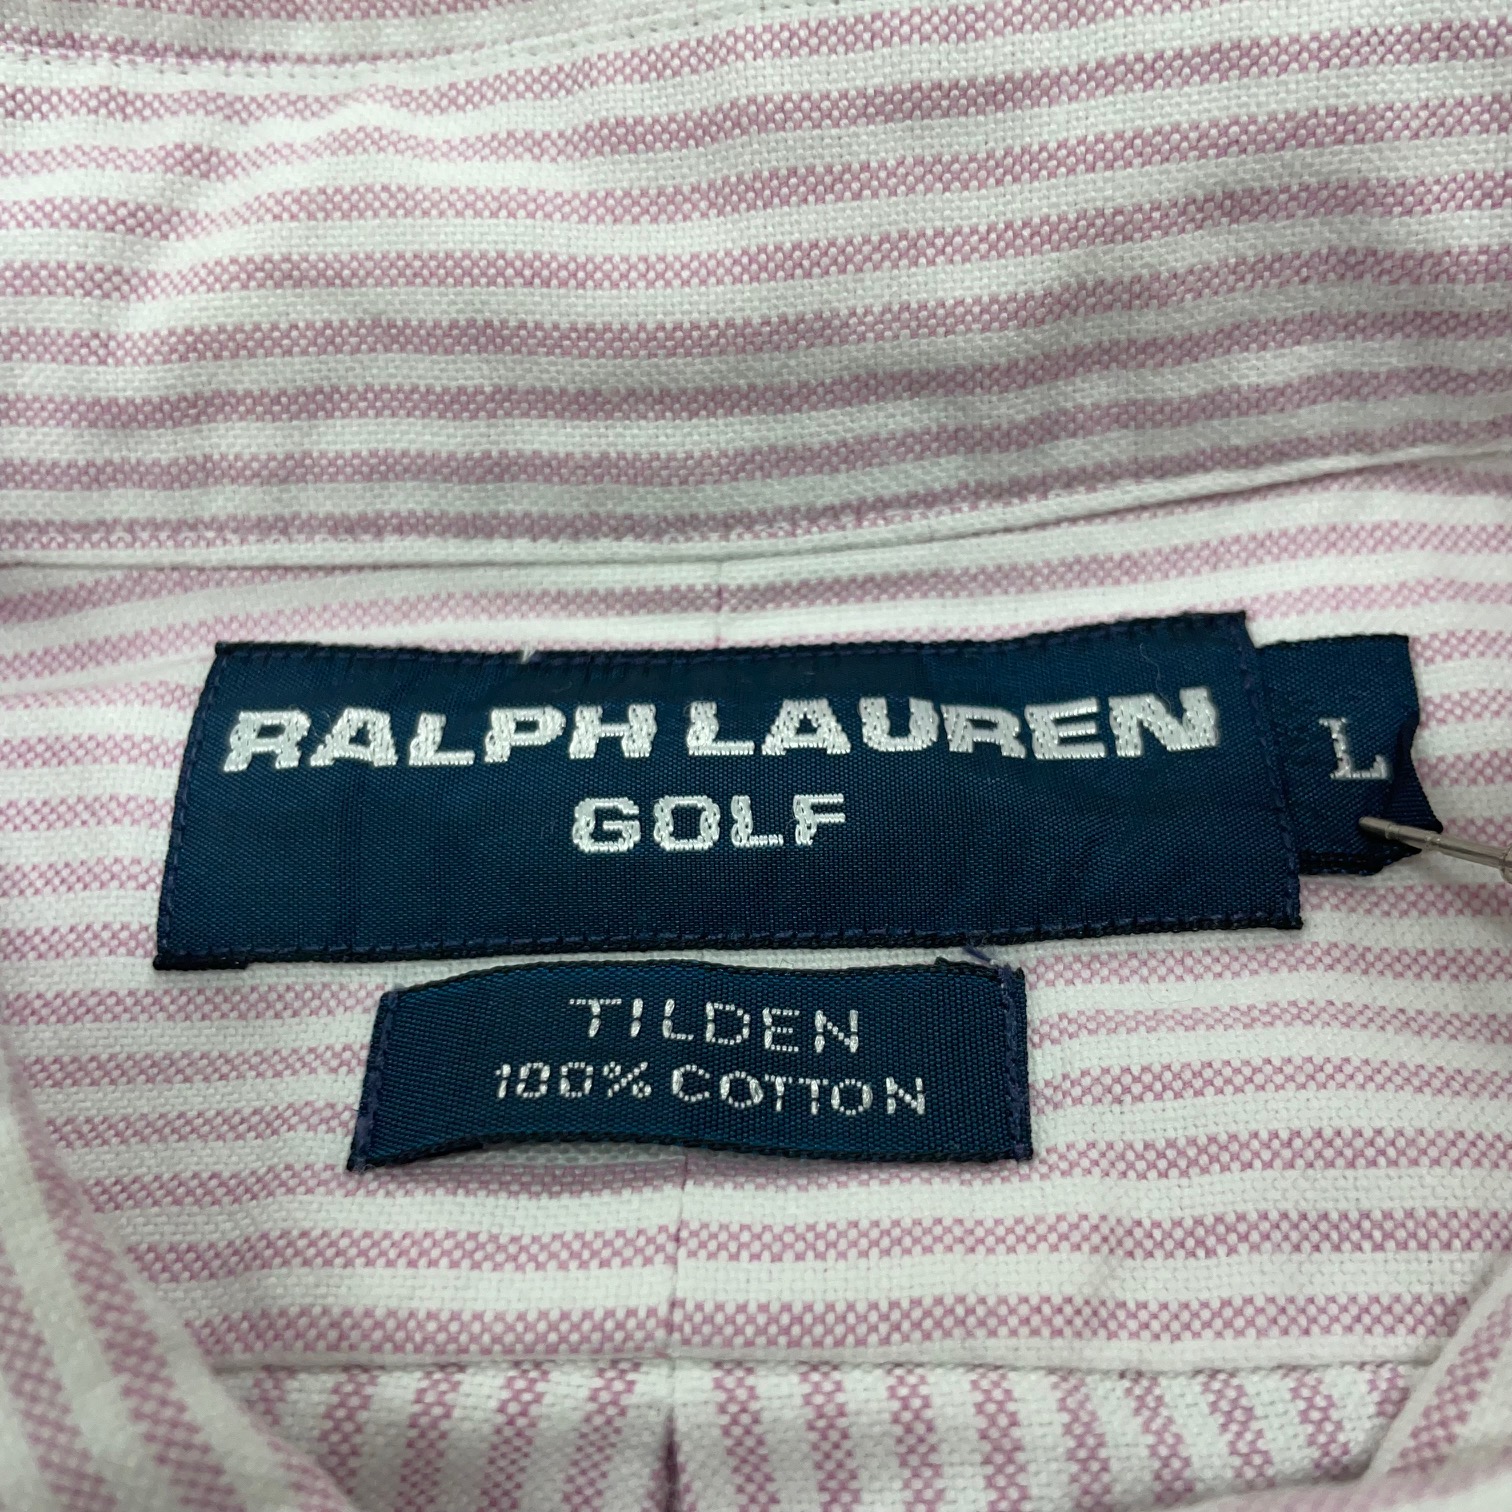 RALPH LAUREN
GOLF
L
TILDEN
100% COTTON